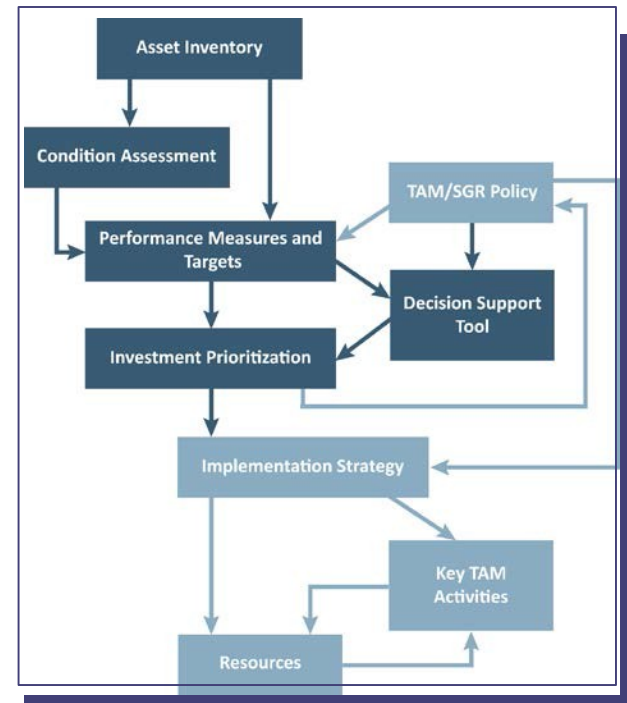 Asset Inventory
Condition Assessment
TAM/SGR Policy
Performance Measures and
Targets
Decision Support
Tool
Investment Prioritization
Implementation Strategy
Key TAM
Activities
Resources